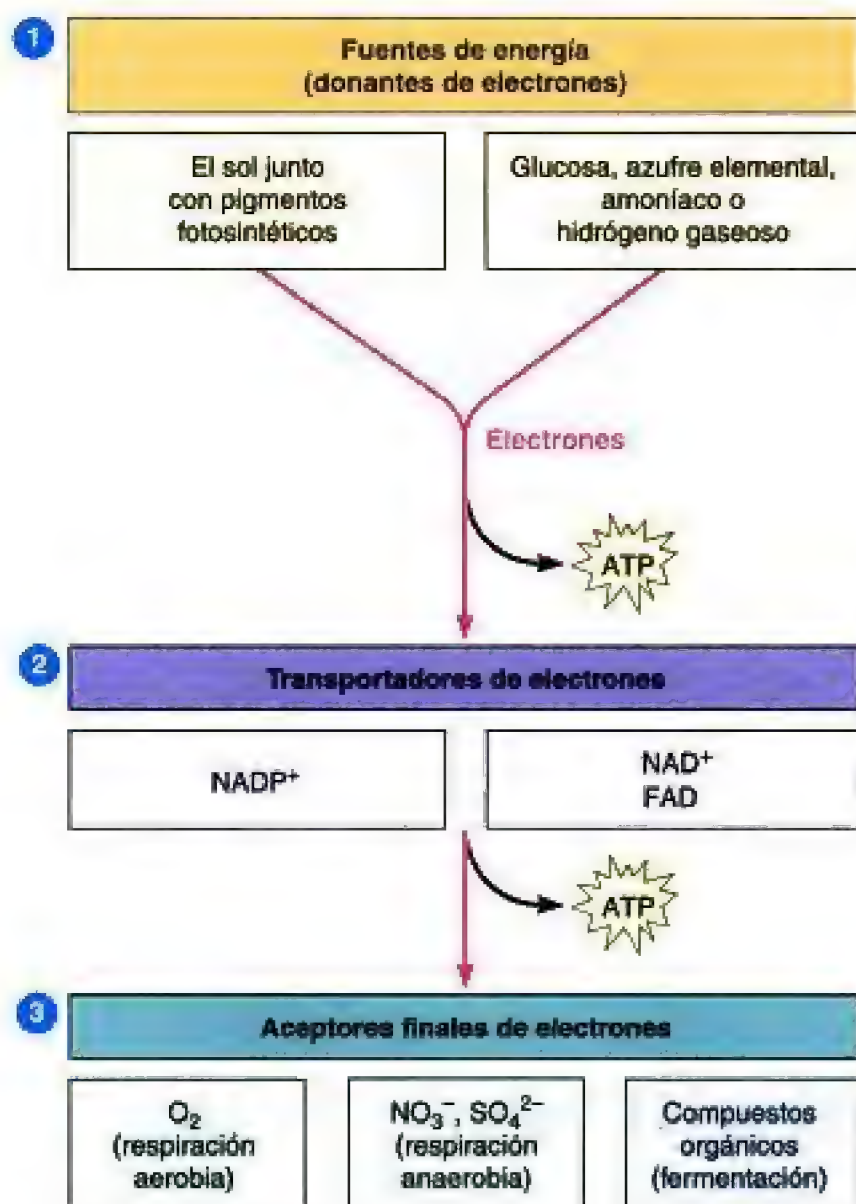 1
Fuentes de energía
(donantes de electrones)
El sol junto
con pigmentos
fotosintéticos
Glucosa, azufre elemental,
amoníaco o
hidrógeno gaseoso
Electrones
ATP
2
Transportadores de electrones
NADP⁺
NAD⁺
FAD
ATP
3
Aceptores finales de electrones
O₂
(respiración
aerobia)
NO₃⁻, SO₄²⁻
(respiración
anaerobia)
Compuestos
orgánicos
(fermentación)